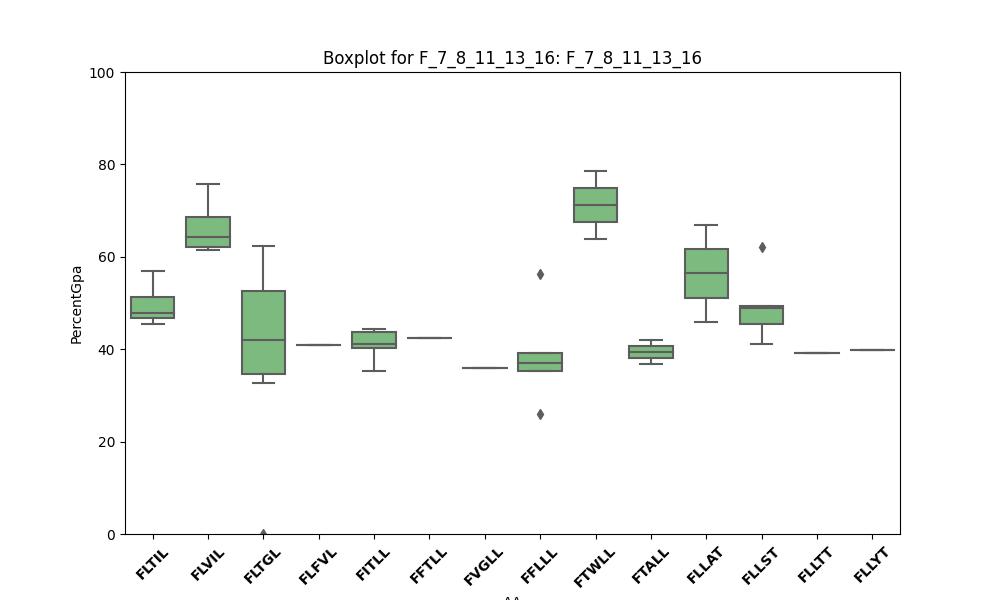 Boxplot for F_7_8_11_13_16: F_7_8_11_13_16
100
80
60
40
20
0
PercentGpa
FLTIL FLVIL FLTGL FLFVL FITLL FFTLL FVGLL FFLLL FTWLL FTALL FLLAT FLLST FLLTT FLLYT